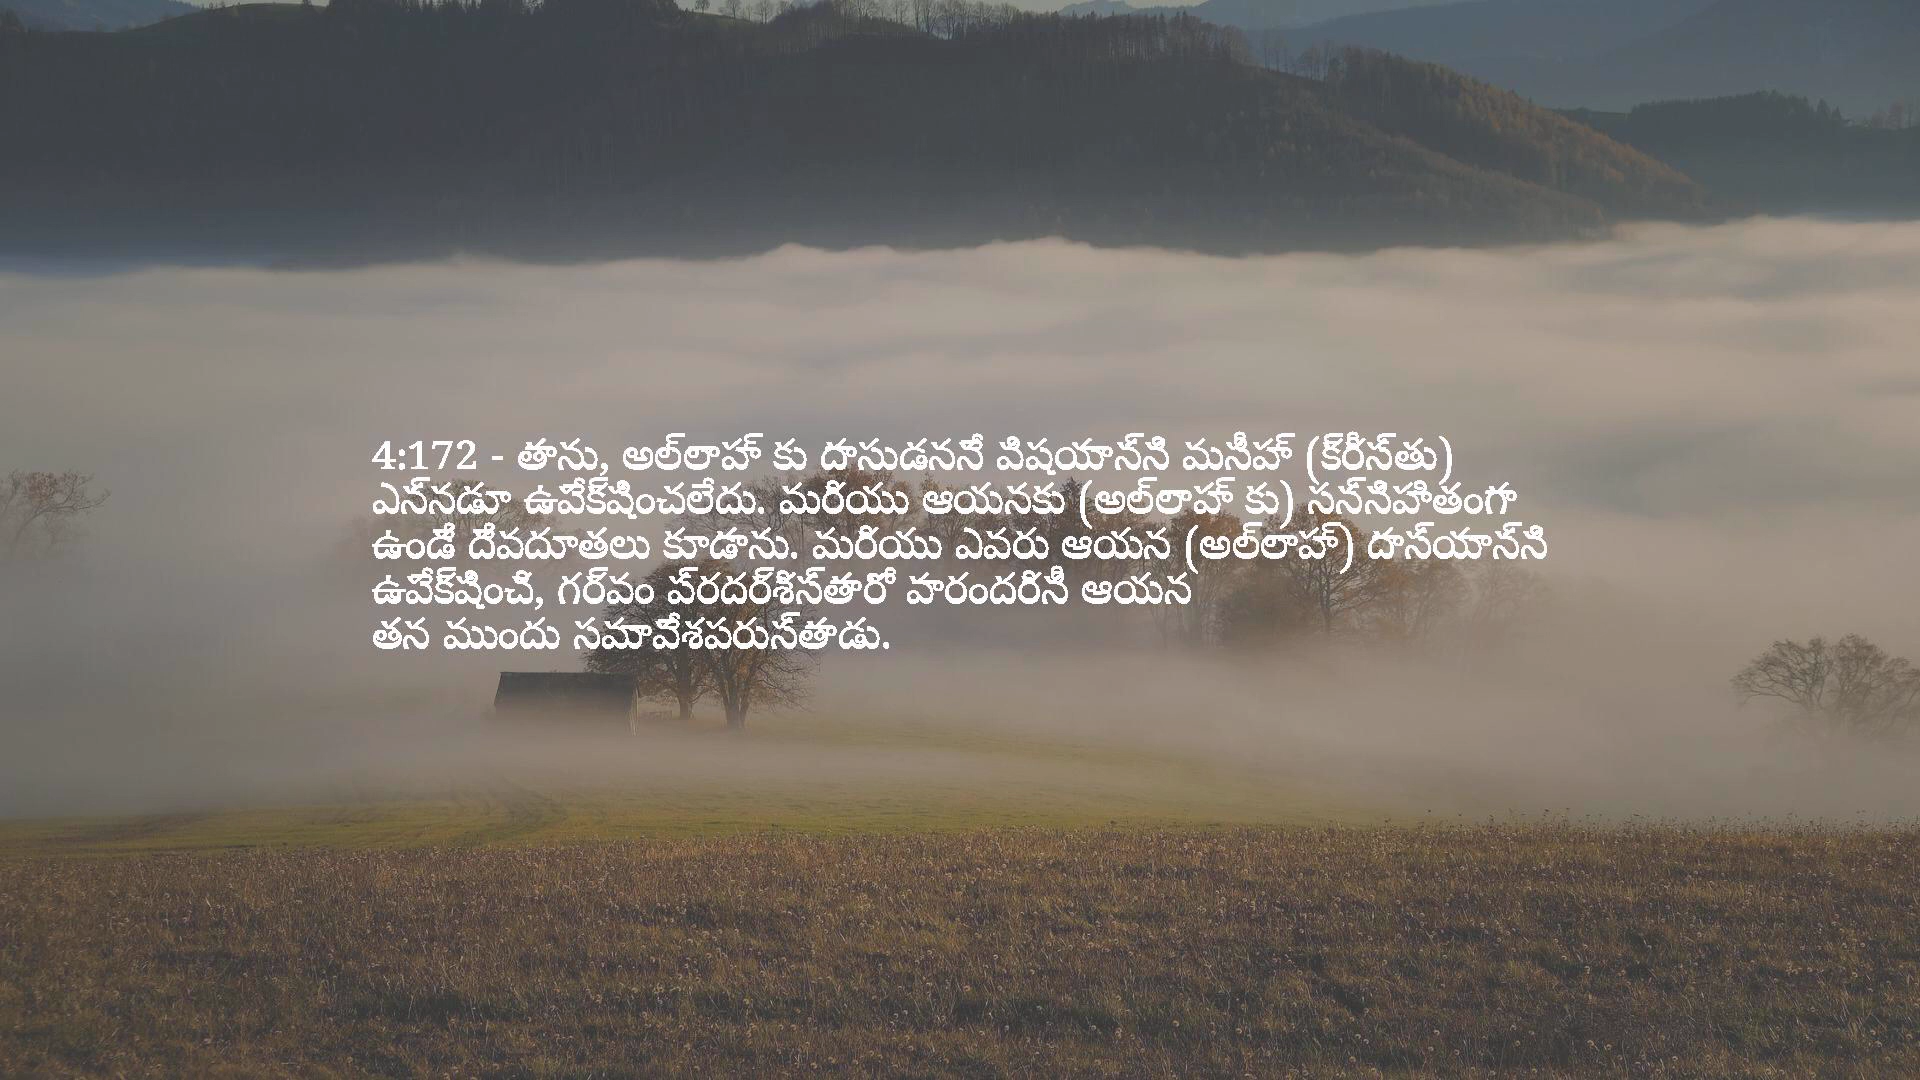 4:172 - తాను, అల్లాహ్ కు దాసుడననే విషయాన్ని మసీహ్ (క్రీస్తు)
ఎన్నడూ ఉపేక్షించలేదు. మరియు ఆయనకు (అల్లాహ్ కు) సన్నిహితంగా
ఉండే దేవదూతలు కూడాను. మరియు ఎవరు ఆయన (అల్లాహ్) దాస్యాన్ని
ఉపేక్షించి, గర్వం ప్రదర్శిస్తారో వారందరినీ ఆయన
తన ముందు సమావేశపరుస్తాడు.